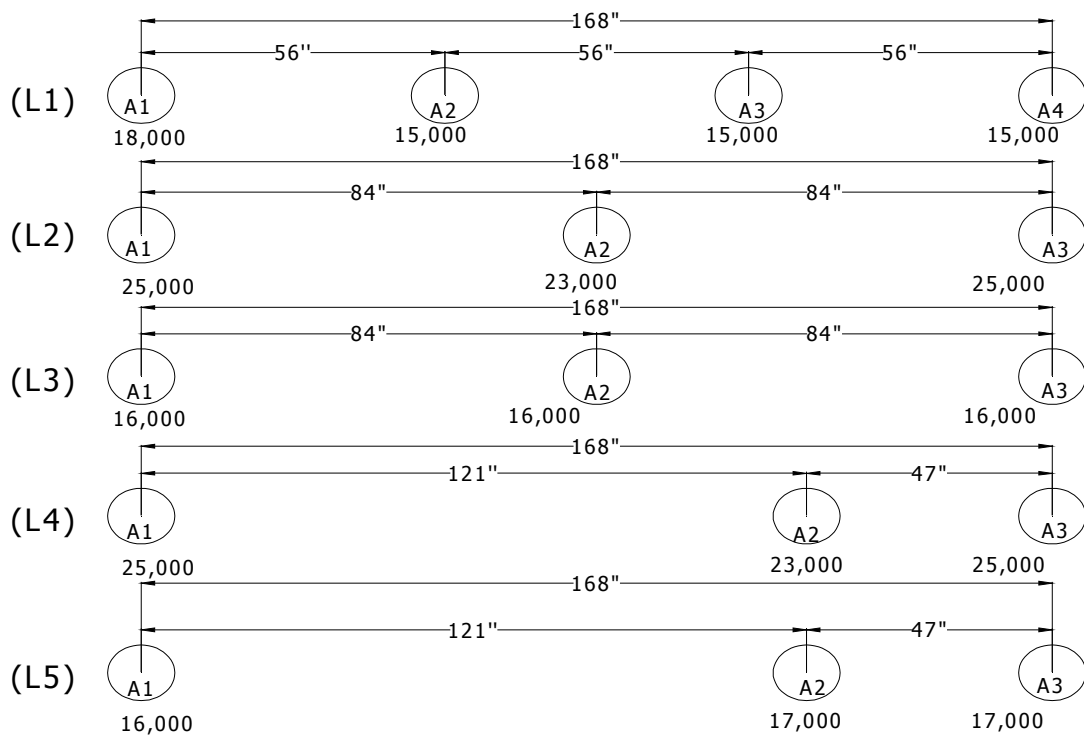 168"
56" 56" 56"
(L1) A1 A2 A3 A4
18,000 15,000 15,000 15,000
168"
84" 84"
(L2) A1 A2 A3
25,000 23,000 25,000
168"
84" 84"
(L3) A1 A2 A3
16,000 16,000 16,000
168"
121" 47"
(L4) A1 A2 A3
25,000 23,000 25,000
168"
121" 47"
(L5) A1 A2 A3
16,000 17,000 17,000